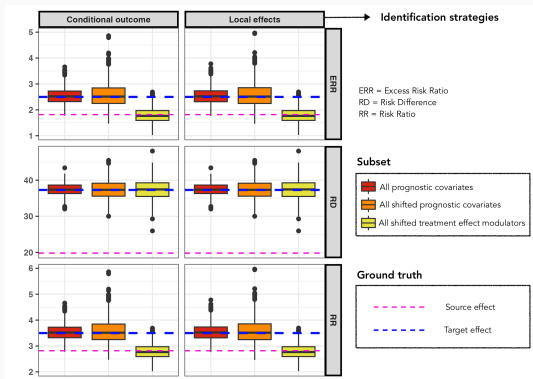 Conditional outcome
Local effects
Identification strategies
5
4
3
2
1
ERR
ERR = Excess Risk Ratio
RD = Risk Difference
RR = Risk Ratio
40
30
20
RD
Subset
All prognostic covariates
All shifted prognostic covariates
All shifted treatment effect modulators
6
5
4
3
2
RR
Ground truth
Source effect
Target effect